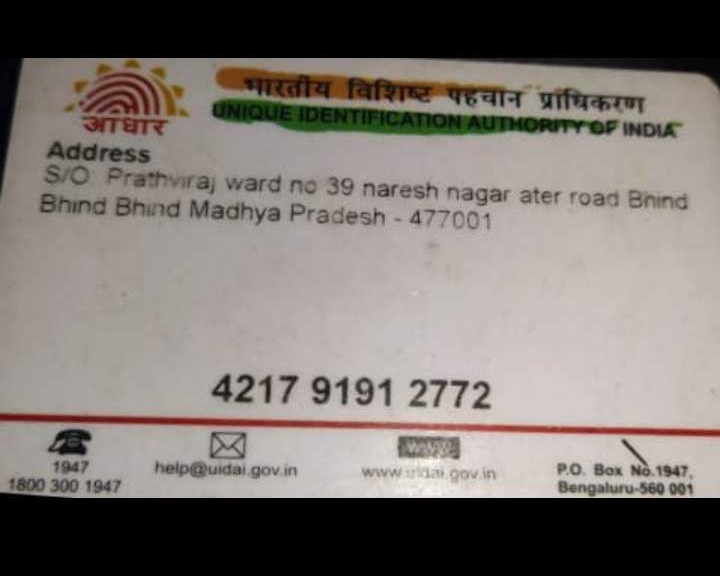 भारतीय विशिष्ट पहचान प्राधिकरण
आधार
UNIQUE IDENTIFICATION AUTHORITY OF INDIA
Address
S/O: Prathviraj ward no 39 naresh nagar ater road Bhind
Bhind Bhind Madhya Pradesh - 477001
4217 9191 2772
1947
1800 300 1947
help@uidai.gov.in
www
www.uidai.gov.in
P.O. Box No.1947,
Bengaluru-560 001